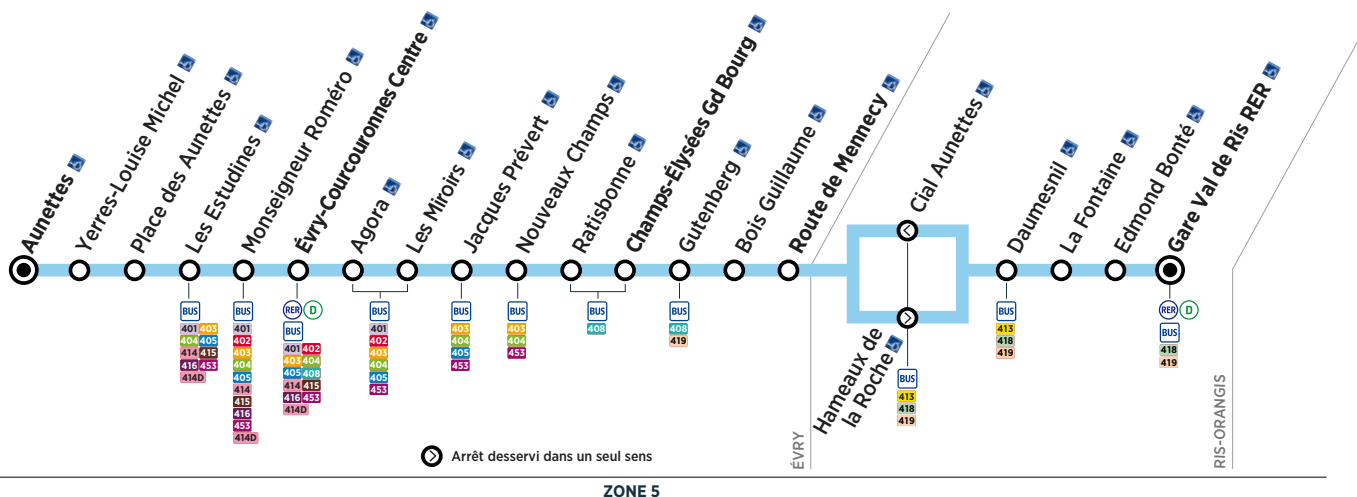 Aunettes
Yerres-Louise Michel
Place des Aunettes
Les Estudines
Monseigneur Roméro
Évry-Courcouronnes Centre
Agora
Les Miroirs
Jacques Prévert
Nouveaux Champs
Ratisbonne
Champs-Élysées Gd Bourg
Gutenberg
Bois Guillaume
Route de Mennecy
Cial Aunettes
Hameaux de
la Roche
Daumesnil
La Fontaine
Edmond Bonté
Gare Val de Ris RER
BUS
401 403
404 405
414 415
416 453
414D
BUS
401
402
403
404
405
414
415
416
453
414D
RER D
BUS
401 402
403 404
405 408
414 415
416 453
414D
BUS
401
402
403
404
405
453
BUS
403
404
405
453
BUS
403
404
453
BUS
408
BUS
408
419
BUS
413
418
419
BUS
413
418
419
RER D
BUS
418
419
ÉVRY
RIS-ORANGIS
Arrêt desservi dans un seul sens
ZONE 5